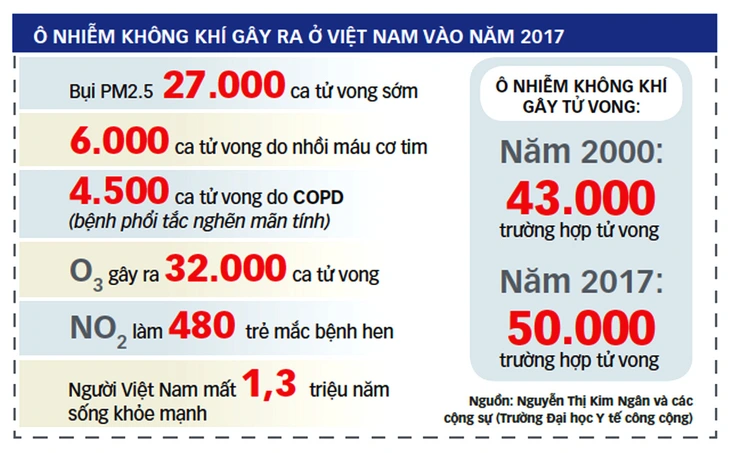 Ô NHIỄM KHÔNG KHÍ GÂY RA Ở VIỆT NAM VÀO NĂM 2017
Bụi PM2.5 27.000 ca tử vong sớm
6.000 ca tử vong do nhồi máu cơ tim
4.500 ca tử vong do COPD
(bệnh phổi tắc nghẽn mãn tính)
O3 gây ra 32.000 ca tử vong
NO2 làm 480 trẻ mắc bệnh hen
Người Việt Nam mất 1,3 triệu năm
sống khỏe mạnh
Ô NHIỄM KHÔNG KHÍ
GÂY TỬ VONG:
Năm 2000:
43.000
trường hợp tử vong
Năm 2017:
50.000
trường hợp tử vong
Nguồn: Nguyễn Thị Kim Ngân và các
cộng sự (Trường Đại học Y tế công cộng)